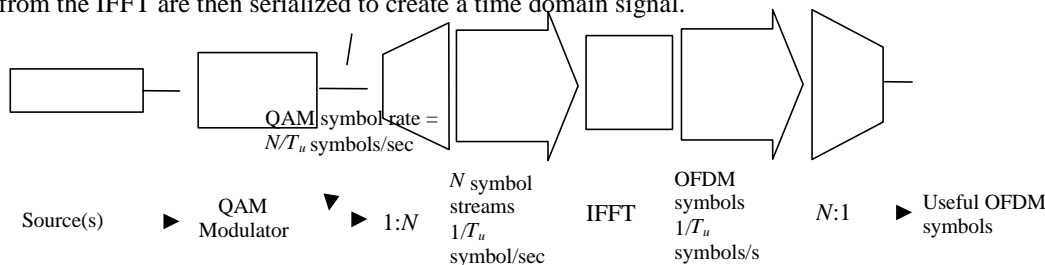 from the IFFT are then serialized to create a time domain signal.
QAM symbol rate =
N/Tu symbols/sec
Source(s)
QAM
Modulator
1:N
N symbol
streams
1/Tu
symbol/sec
IFFT
OFDM
symbols
1/Tu
symbols/s
N:1
Useful OFDM
symbols